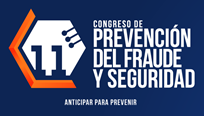 11
CONGRESO DE
PREVENCIÓN
DEL FRAUDE
Y SEGURIDAD
ANTICIPAR PARA PREVENIR